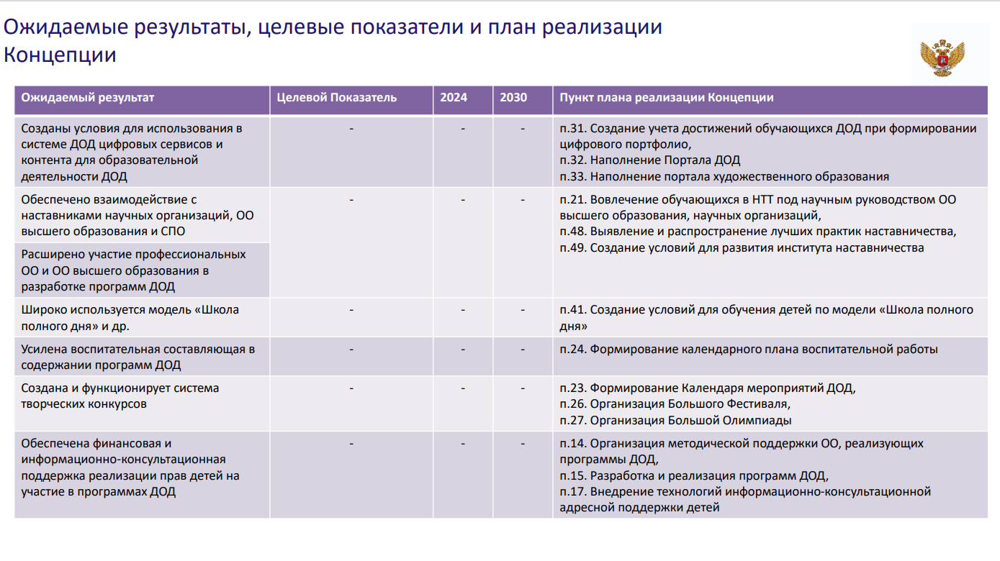 Ожидаемые результаты, целевые показатели и план реализации
Концепции
Ожидаемый результат
Целевой Показатель
2024
2030
Пункт плана реализации Концепции
Созданы условия для использования в
системе ДОД цифровых сервисов и
контента для образовательной
деятельности ДОД
-
-
-
п.31. Создание учета достижений обучающихся ДОД при формировании
цифрового портфолио,
п.32. Наполнение Портала ДОД
п.33. Наполнение портала художественного образования
Обеспечено взаимодействие с
наставниками научных организаций, ОО
высшего образования и СПО
-
-
-
п.21. Вовлечение обучающихся в НТТ под научным руководством ОО
высшего образования, научных организаций,
п.48. Выявление и распространение лучших практик наставничества,
п.49. Создание условий для развития института наставничества
Расширено участие профессиональных
ОО и ОО высшего образования в
разработке программ ДОД
Широко используется модель «Школа
полного дня» и др.
-
-
-
п.41. Создание условий для обучения детей по модели «Школа полного
дня»
Усилена воспитательная составляющая в
содержании программ ДОД
-
-
-
п.24. Формирование календарного плана воспитательной работы
Создана и функционирует система
творческих конкурсов
-
-
-
п.23. Формирование Календаря мероприятий ДОД,
п.26. Организация Большого Фестиваля,
п.27. Организация Большой Олимпиады
Обеспечена финансовая и
информационно-консультационная
поддержка реализации прав детей на
участие в программах ДОД
-
-
-
п.14. Организация методической поддержки ОО, реализующих
программы ДОД,
п.15. Разработка и реализация программ ДОД,
п.17. Внедрение технологий информационно-консультационной
адресной поддержки детей